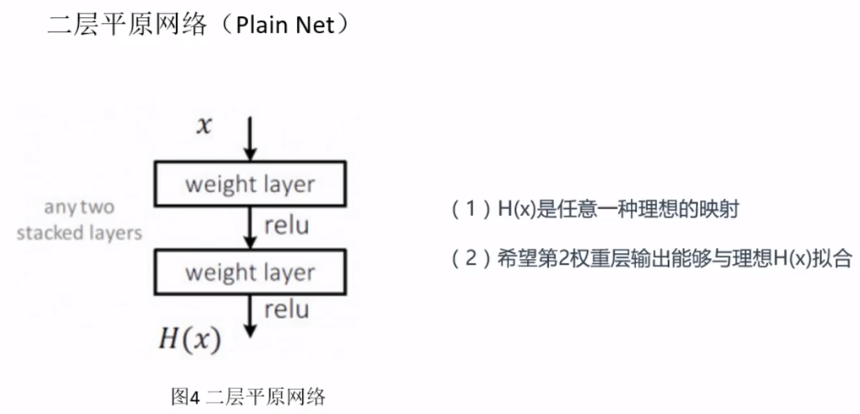 二层平原网络（Plain Net）
x
weight layer
any two
stacked layers
relu
weight layer
relu
H(x)
（1）H(x)是任意一种理想的映射
（2）希望第2权重层输出能够与理想H(x)拟合
图4 二层平原网络